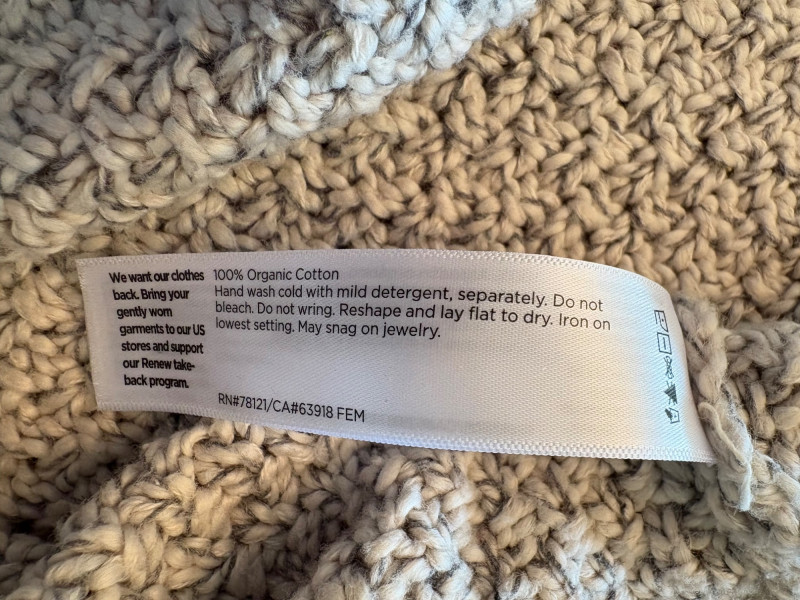 We want our clothes
back. Bring your
gently worn
garments to our US
stores and support
our Renew take-
back program.
100% Organic Cotton
Hand wash cold with mild detergent, separately. Do not
bleach. Do not wring. Reshape and lay flat to dry. Iron on
lowest setting. May snag on jewelry.
RN#78121/CA#63918 FEM